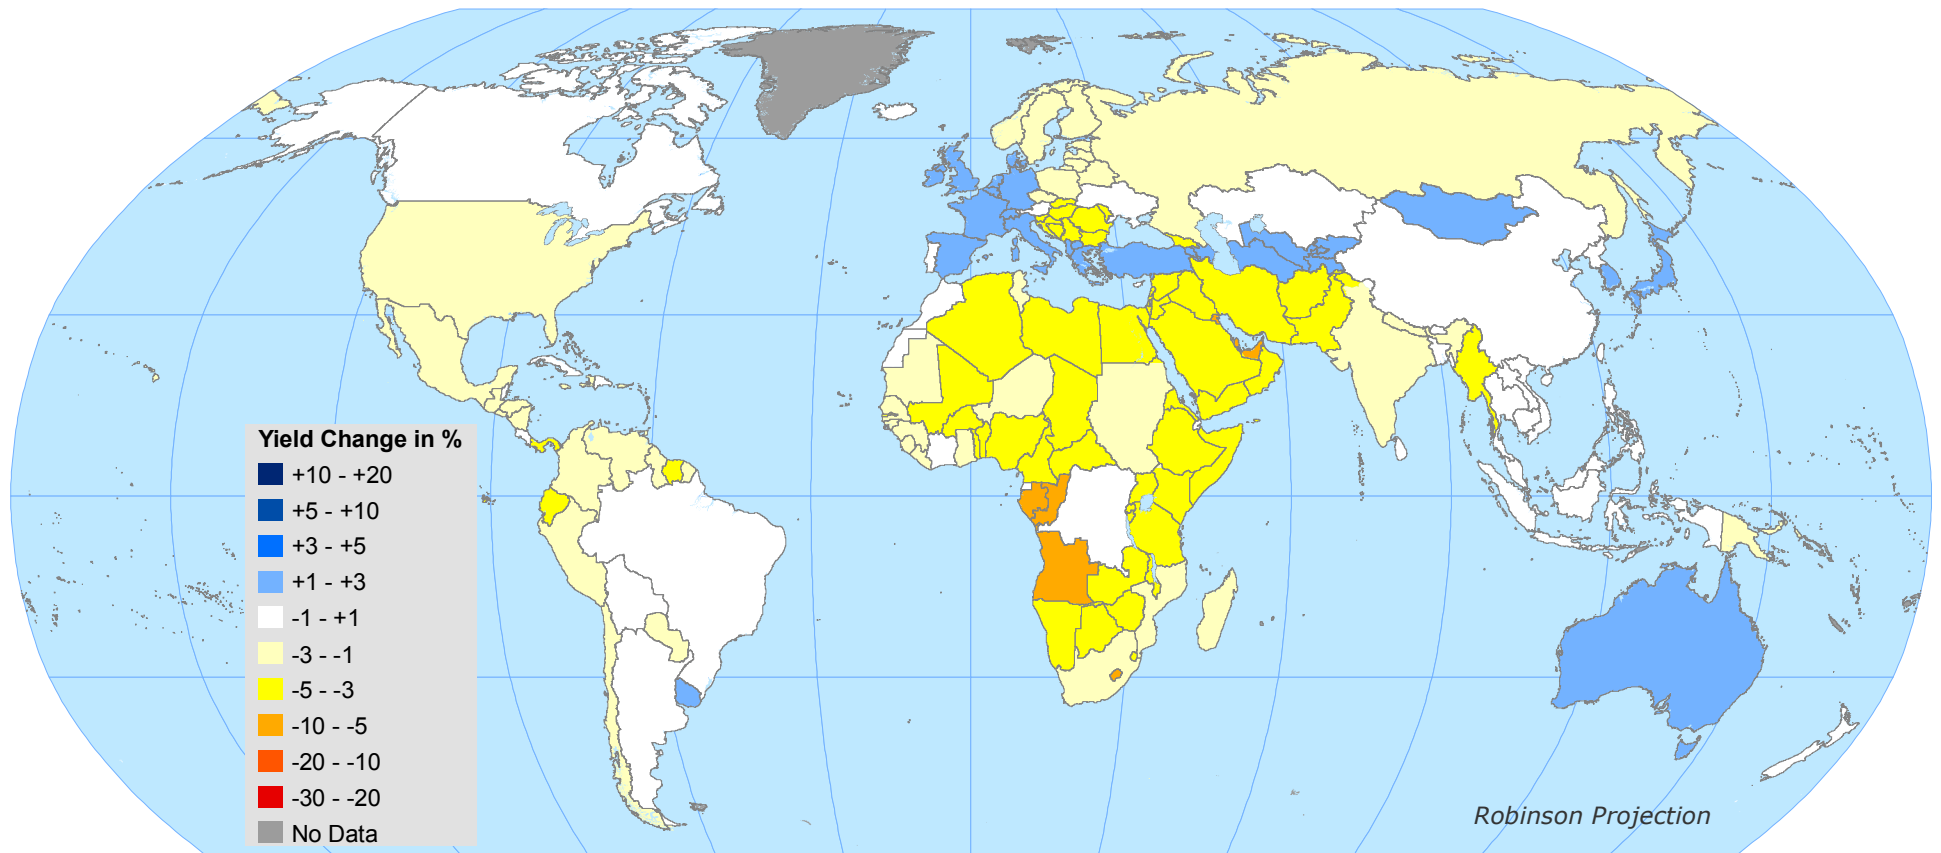 Yield Change in %
+10 - +20
+5 - +10
+3 - +5
+1 - +3
-1 - +1
-3 - -1
-5 - -3
-10 - -5
-20 - -10
-30 - -20
No Data
Robinson Projection